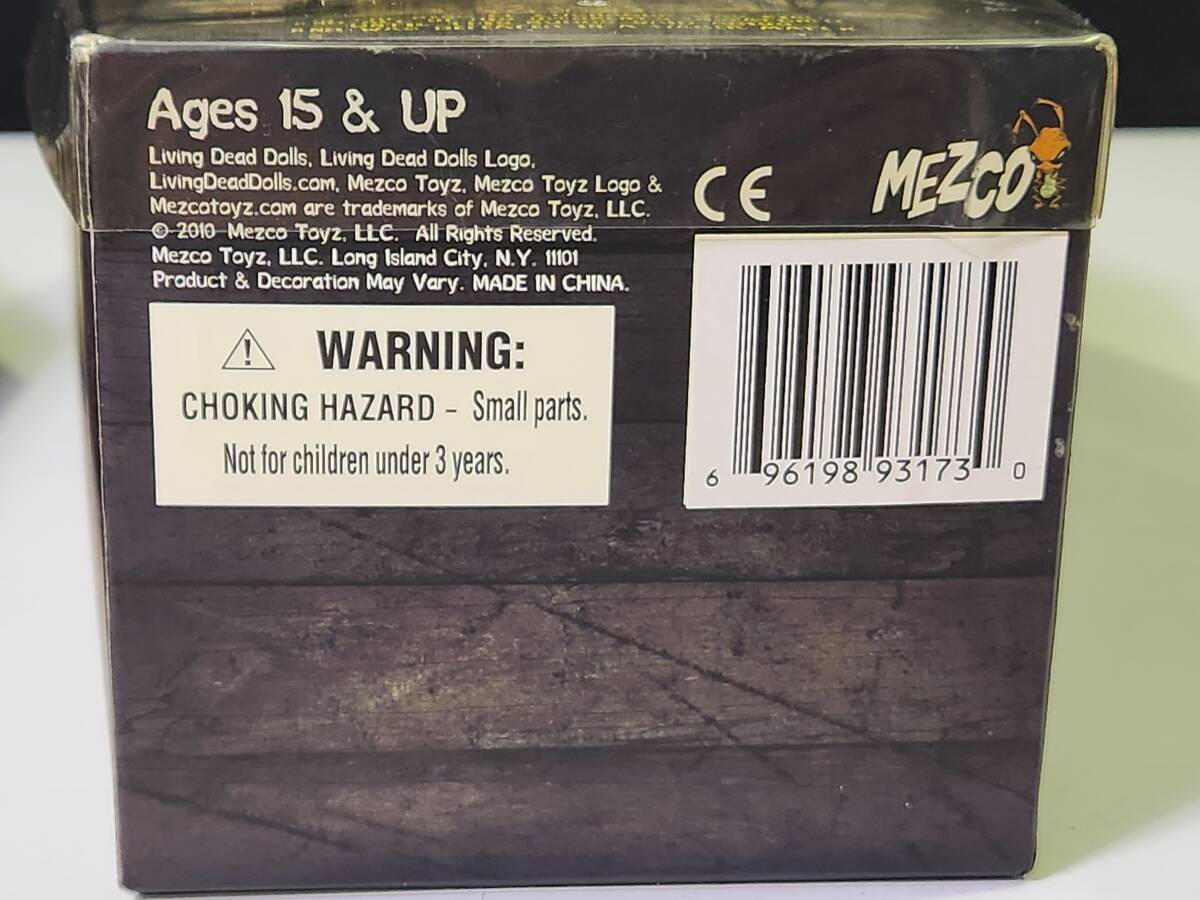 Ages 15 & UP
Living Dead Dolls, Living Dead Dolls Logo,
LivingDeadDolls.com, Mezco Toyz, Mezco Toyz Logo &
Mezcotoyz.com are trademarks of Mezco Toyz, LLC.
© 2010 Mezco Toyz, LLC. All Rights Reserved.
Mezco Toyz, LLC. Long Island City, N.Y. 11101
Product & Decoration May Vary. MADE IN CHINA.
CE
MEZCO
WARNING:
CHOKING HAZARD - Small parts.
Not for children under 3 years.
6 96198 93173 0